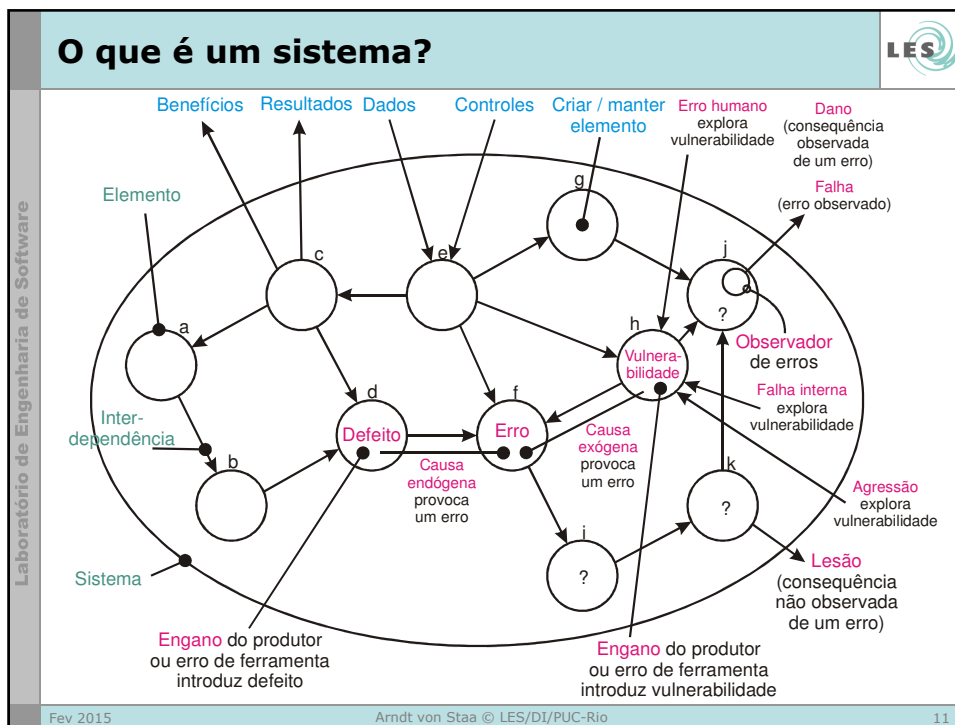 O que é um sistema?
LES
Laboratório de Engenharia de Software
Benefícios
Resultados
Dados
Controles
Criar / manter
elemento
Erro humano
explora
vulnerabilidade
Dano
(consequência
observada
de um erro)
Falha
(erro observado)
Elemento
g
c
e
j
?
a
h
Vulnera-
bilidade
Observador
de erros
Falha interna
explora
vulnerabilidade
d
Defeito
f
Erro
Inter-
dependência
b
Causa
endógena
provoca
um erro
Causa
exógena
provoca
um erro
k
?
Agressão
explora
vulnerabilidade
i
?
Sistema
Lesão
(consequência
não observada
de um erro)
Engano do produtor
ou erro de ferramenta
introduz defeito
Engano do produtor
ou erro de ferramenta
introduz vulnerabilidade
Fev 2015
Arndt von Staa © LES/DI/PUC-Rio
11